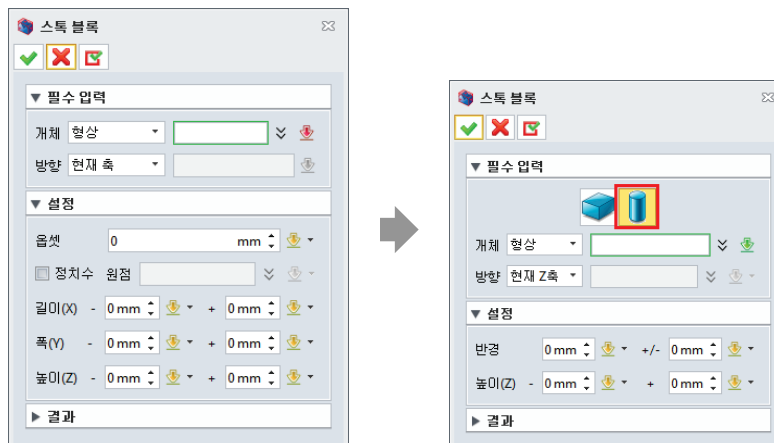 스톡 블록
▼ 필수 입력
개체 형상
방향 현재 축
▼ 설정
옵셋 0 mm
정치수 원점
길이(X) - 0 mm + 0 mm
폭(Y) - 0 mm + 0 mm
높이(Z) - 0 mm + 0 mm
▶ 결과
스톡 블록
▼ 필수 입력
개체 형상
방향 현재 Z축
▼ 설정
반경 0 mm +/- 0 mm
높이(Z) - 0 mm + 0 mm
▶ 결과